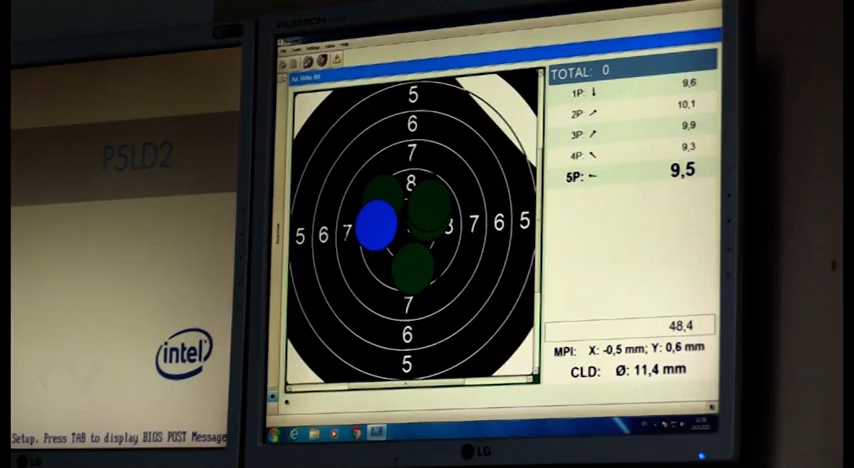 FLATRON
P5LD2
intel
Setup. Press TAB to display BIOS POST Message
LG
TOTAL: 0
1P: ↓ 9,6
2P: ↗ 10,1
3P: ↗ 9,9
4P: ↖ 9,3
5P: ← 9,5
48,4
MPI: X: -0,5 mm; Y: 0,6 mm
CLD: Ø: 11,4 mm
5
6
7
8
5 6 7 8 7 6 5
7
6
5
LG